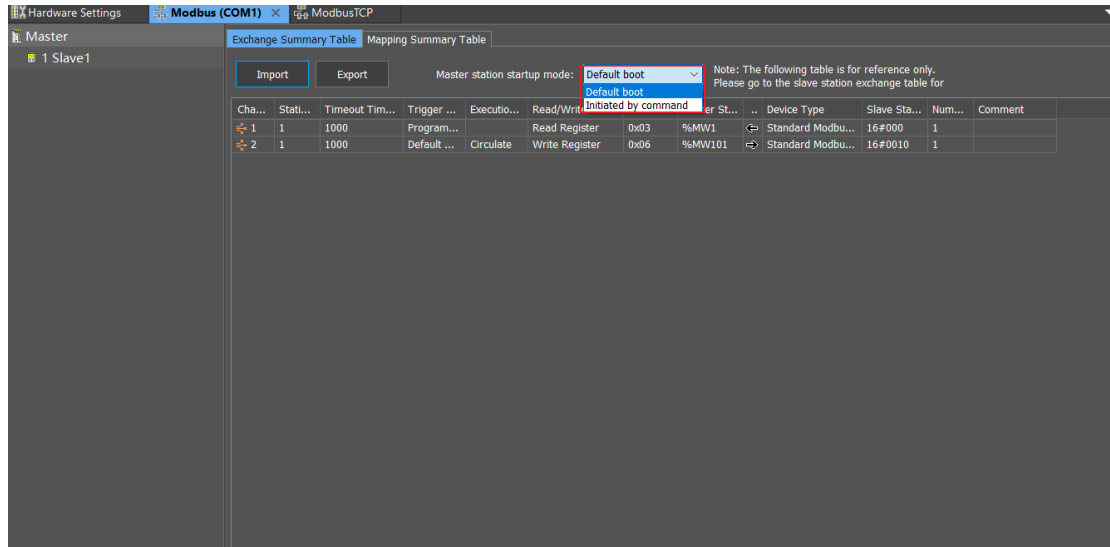 Hardware Settings Modbus (COM1) × ModbusTCP
Master
1 Slave1
Exchange Summary Table Mapping Summary Table
Import Export Master station startup mode: Default boot
Note: The following table is for reference only.
Please go to the slave station exchange table for
Default boot
Initiated by command
Cha... Stati... Timeout Tim... Trigger ... Executio... er St... .. Device Type Slave Sta... Num... Comment
1 1 1000 Program... Read Register 0x03 %MW1 Standard Modbu... 16#000 1
2 1 1000 Default ... Circulate Write Register 0x06 %MW101 Standard Modbu... 16#0010 1